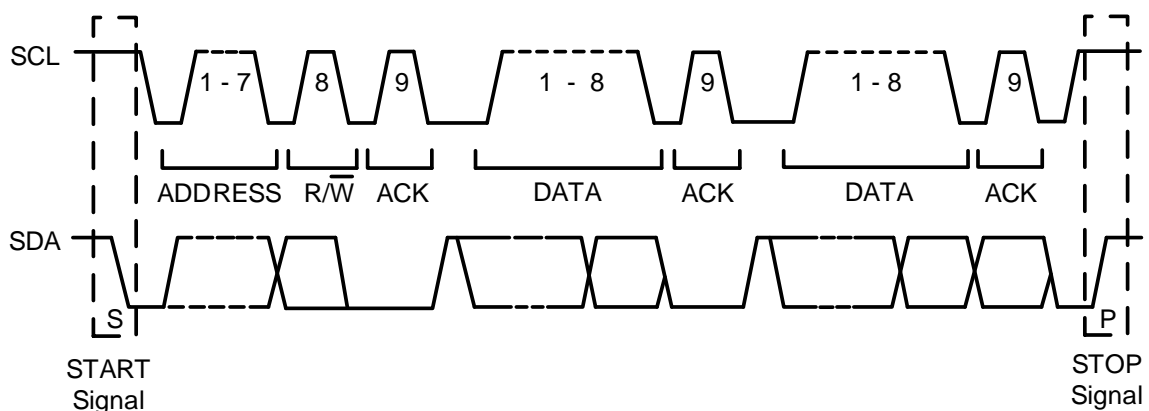 SCL 1 - 7 8 9 1 - 8 9 1 - 8 9
ADDRESS R/W̅ ACK DATA ACK DATA ACK
SDA
S P
START STOP
Signal Signal